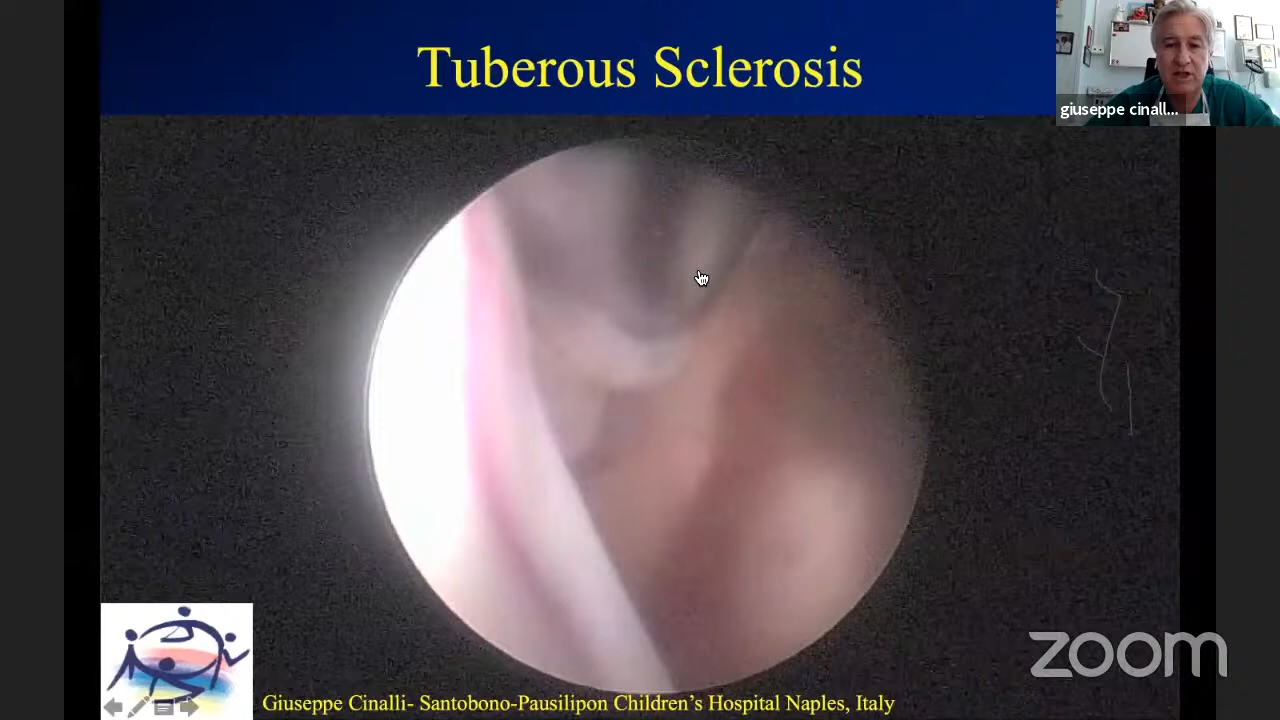 Tuberous Sclerosis
giuseppe cinall...
zoom
Giuseppe Cinalli- Santobono-Pausilipon Children's Hospital Naples, Italy